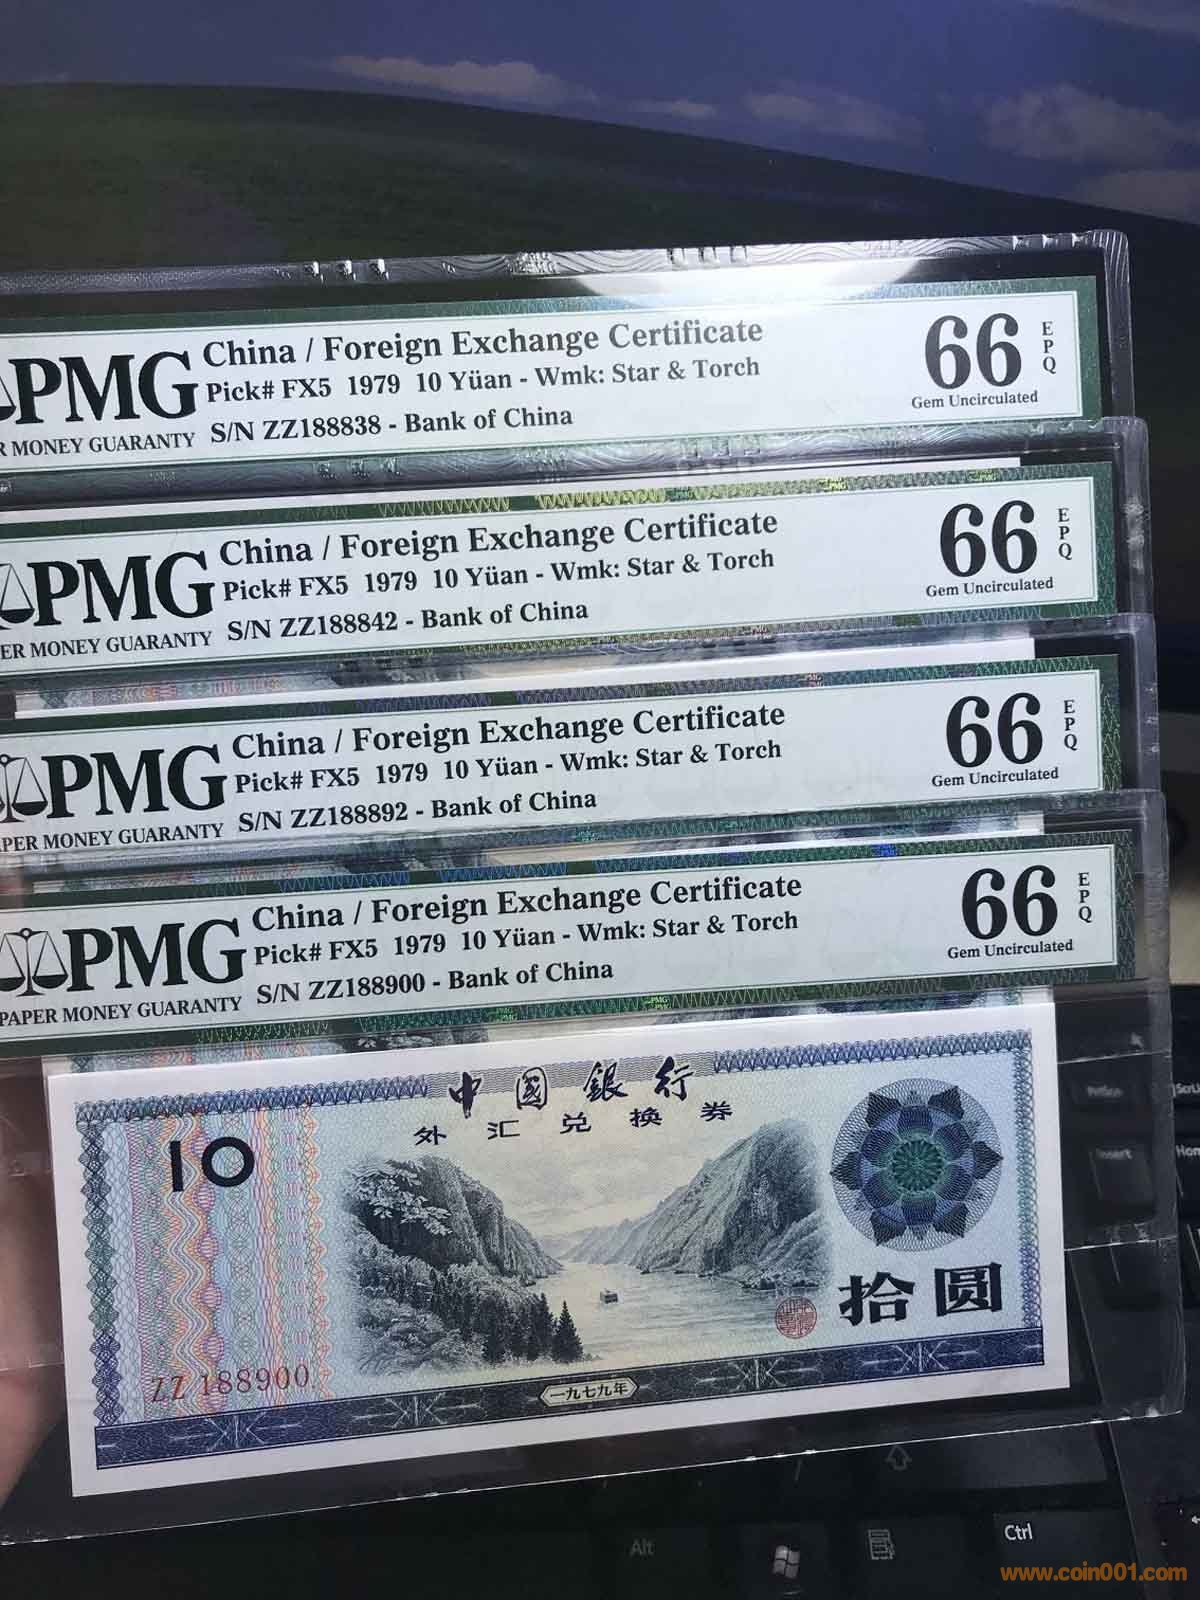 PMG
China / Foreign Exchange Certificate
Pick# FX5 1979 10 Yüan - Wmk: Star & Torch
S/N ZZ188838 - Bank of China
MONEY GUARANTY
66
EPQ
Gem Uncirculated
PMG
China / Foreign Exchange Certificate
Pick# FX5 1979 10 Yüan - Wmk: Star & Torch
S/N ZZ188842 - Bank of China
MONEY GUARANTY
66
EPQ
Gem Uncirculated
PMG
China / Foreign Exchange Certificate
Pick# FX5 1979 10 Yüan - Wmk: Star & Torch
S/N ZZ188892 - Bank of China
PER MONEY GUARANTY
66
EPQ
Gem Uncirculated
PMG
China / Foreign Exchange Certificate
Pick# FX5 1979 10 Yüan - Wmk: Star & Torch
S/N ZZ188900 - Bank of China
PAPER MONEY GUARANTY
66
EPQ
Gem Uncirculated
中國銀行
外汇兑换券
10
拾圆
ZZ 188900
一九七九年
Insert
Alt
Ctrl
www.coin001.com